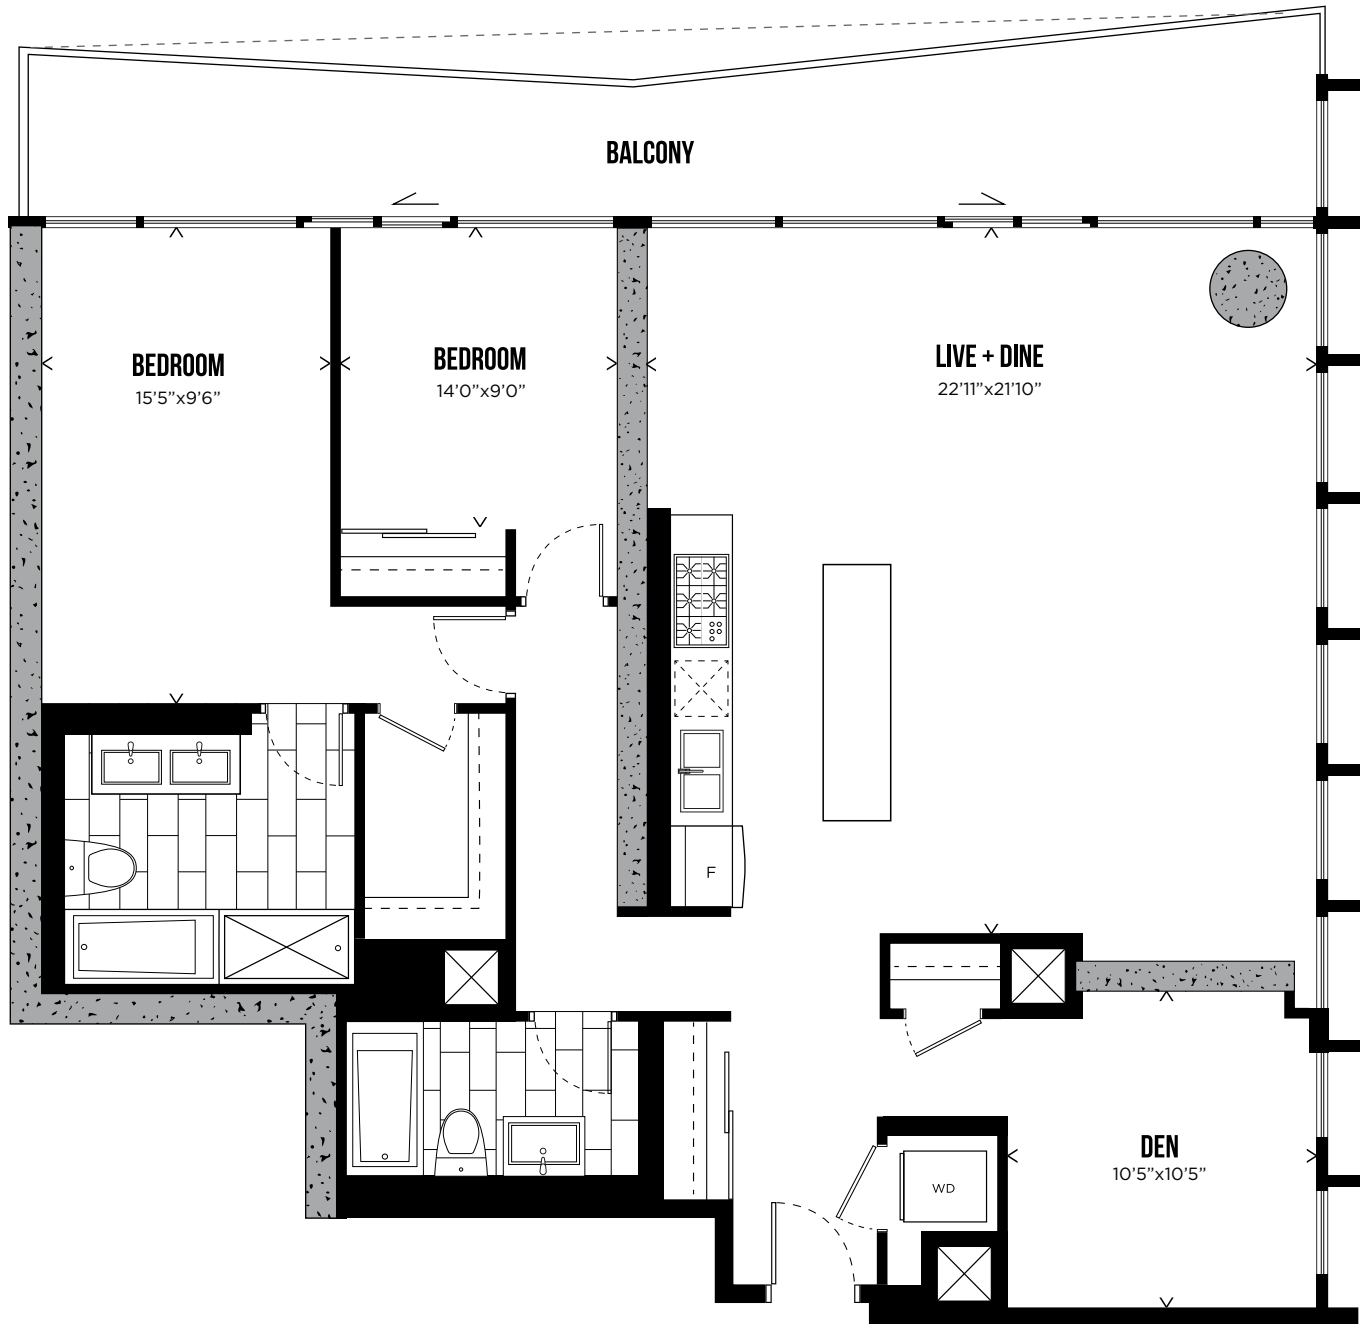 BALCONY
BEDROOM
15’5”x9’6”
BEDROOM
14’0”x9’0”
LIVE + DINE
22’11”x21’10”
F
DEN
10’5”x10’5”
WD